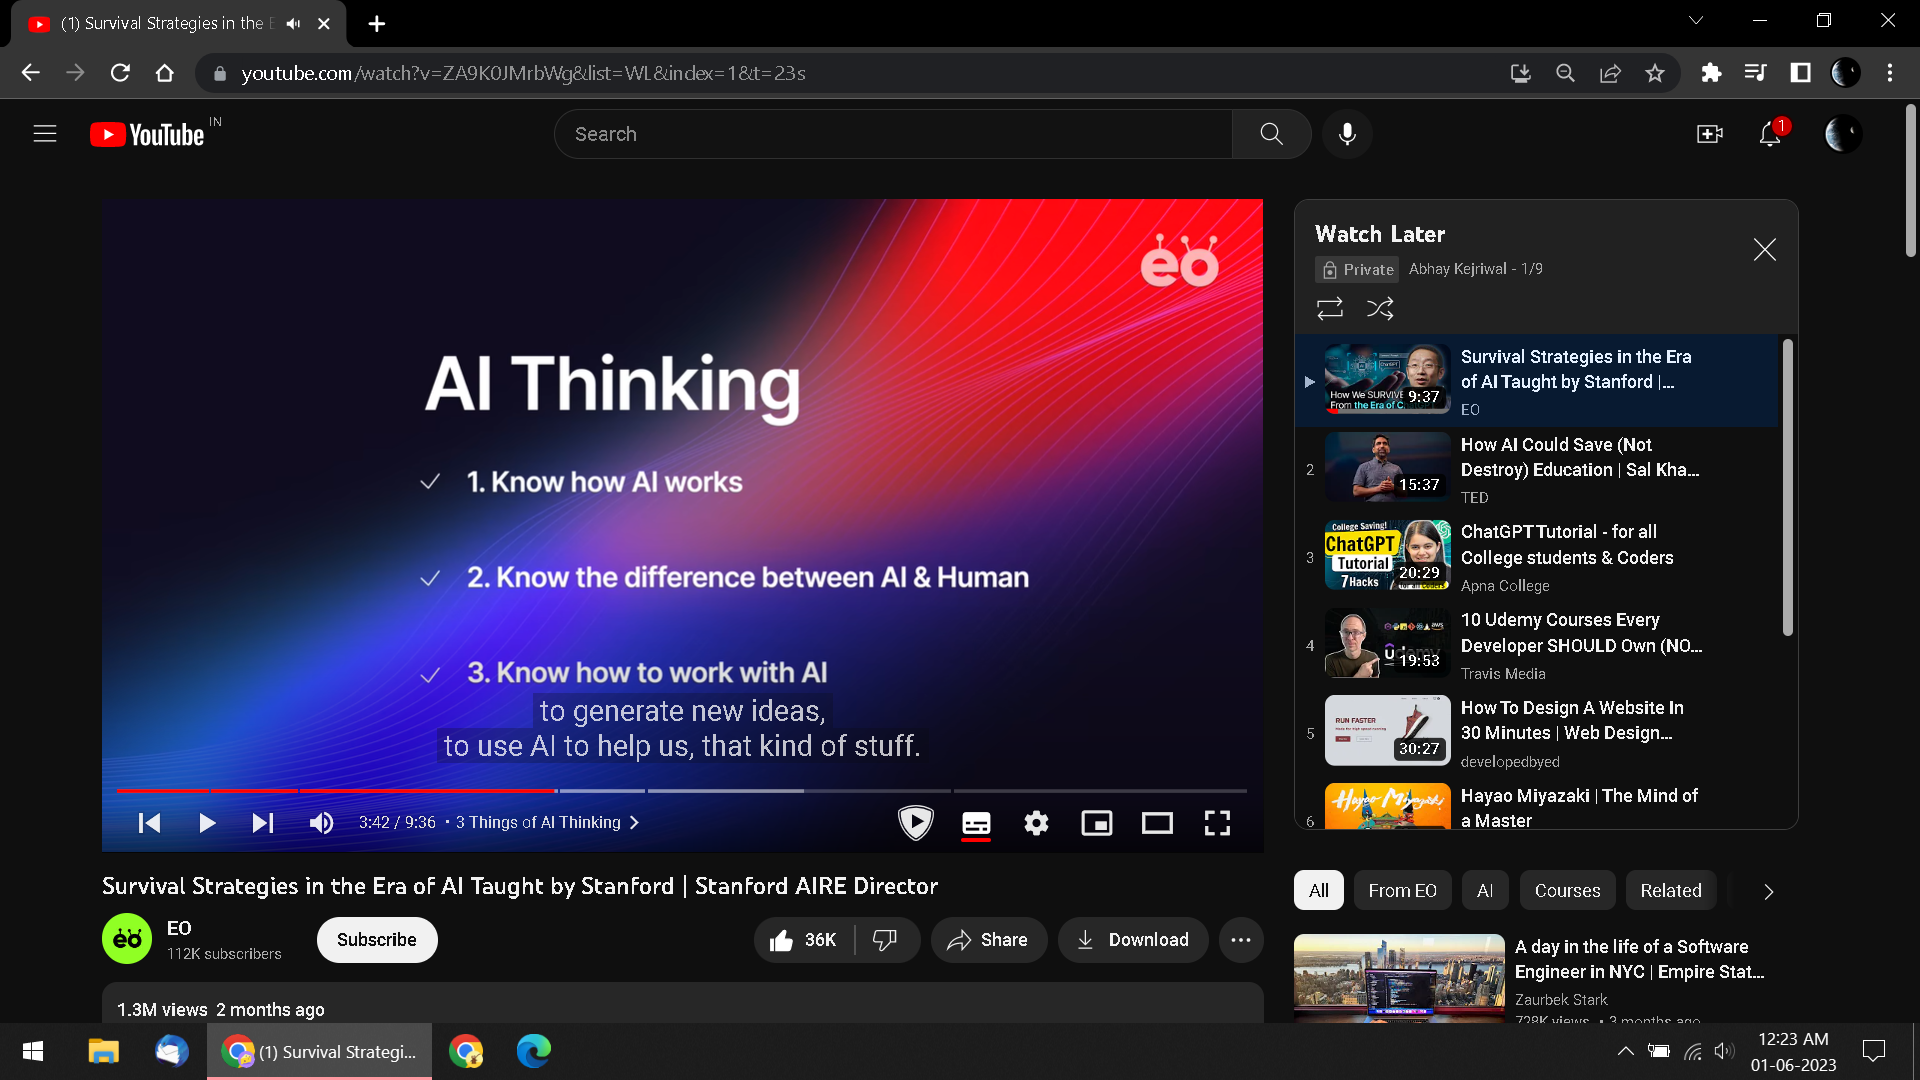 (1) Survival Strategies in the E
youtube.com/watch?v=ZA9K0JMrbWg&list=WL&index=1&t=23s
YouTube IN
Search
1
eo
AI Thinking
1. Know how AI works
2. Know the difference between AI & Human
3. Know how to work with AI
to generate new ideas,
to use AI to help us, that kind of stuff.
3:42 / 9:36 • 3 Things of AI Thinking
Survival Strategies in the Era of AI Taught by Stanford | Stanford AIRE Director
eo
EO
112K subscribers
Subscribe
36K
Share
Download
1.3M views 2 months ago
Watch Later
Private Abhay Kejriwal - 1/9
How We SURVIVE
From the Era of C
9:37
Survival Strategies in the Era
of AI Taught by Stanford |...
EO
2
15:37
How AI Could Save (Not
Destroy) Education | Sal Kha...
TED
3
College Saving!
ChatGPT
Tutorial
7Hacks
for all Coders
20:29
ChatGPT Tutorial - for all
College students & Coders
Apna College
4
aws
19:53
10 Udemy Courses Every
Developer SHOULD Own (NO...
Travis Media
5
RUN FASTER
30:27
How To Design A Website In
30 Minutes | Web Design...
developedbyed
6
Hayao Miyazaki
Hayao Miyazaki | The Mind of
a Master
All
From EO
AI
Courses
Related
A day in the life of a Software
Engineer in NYC | Empire Stat...
Zaurbek Stark
728K views • 3 months ago
(1) Survival Strategi...
12:23 AM
01-06-2023